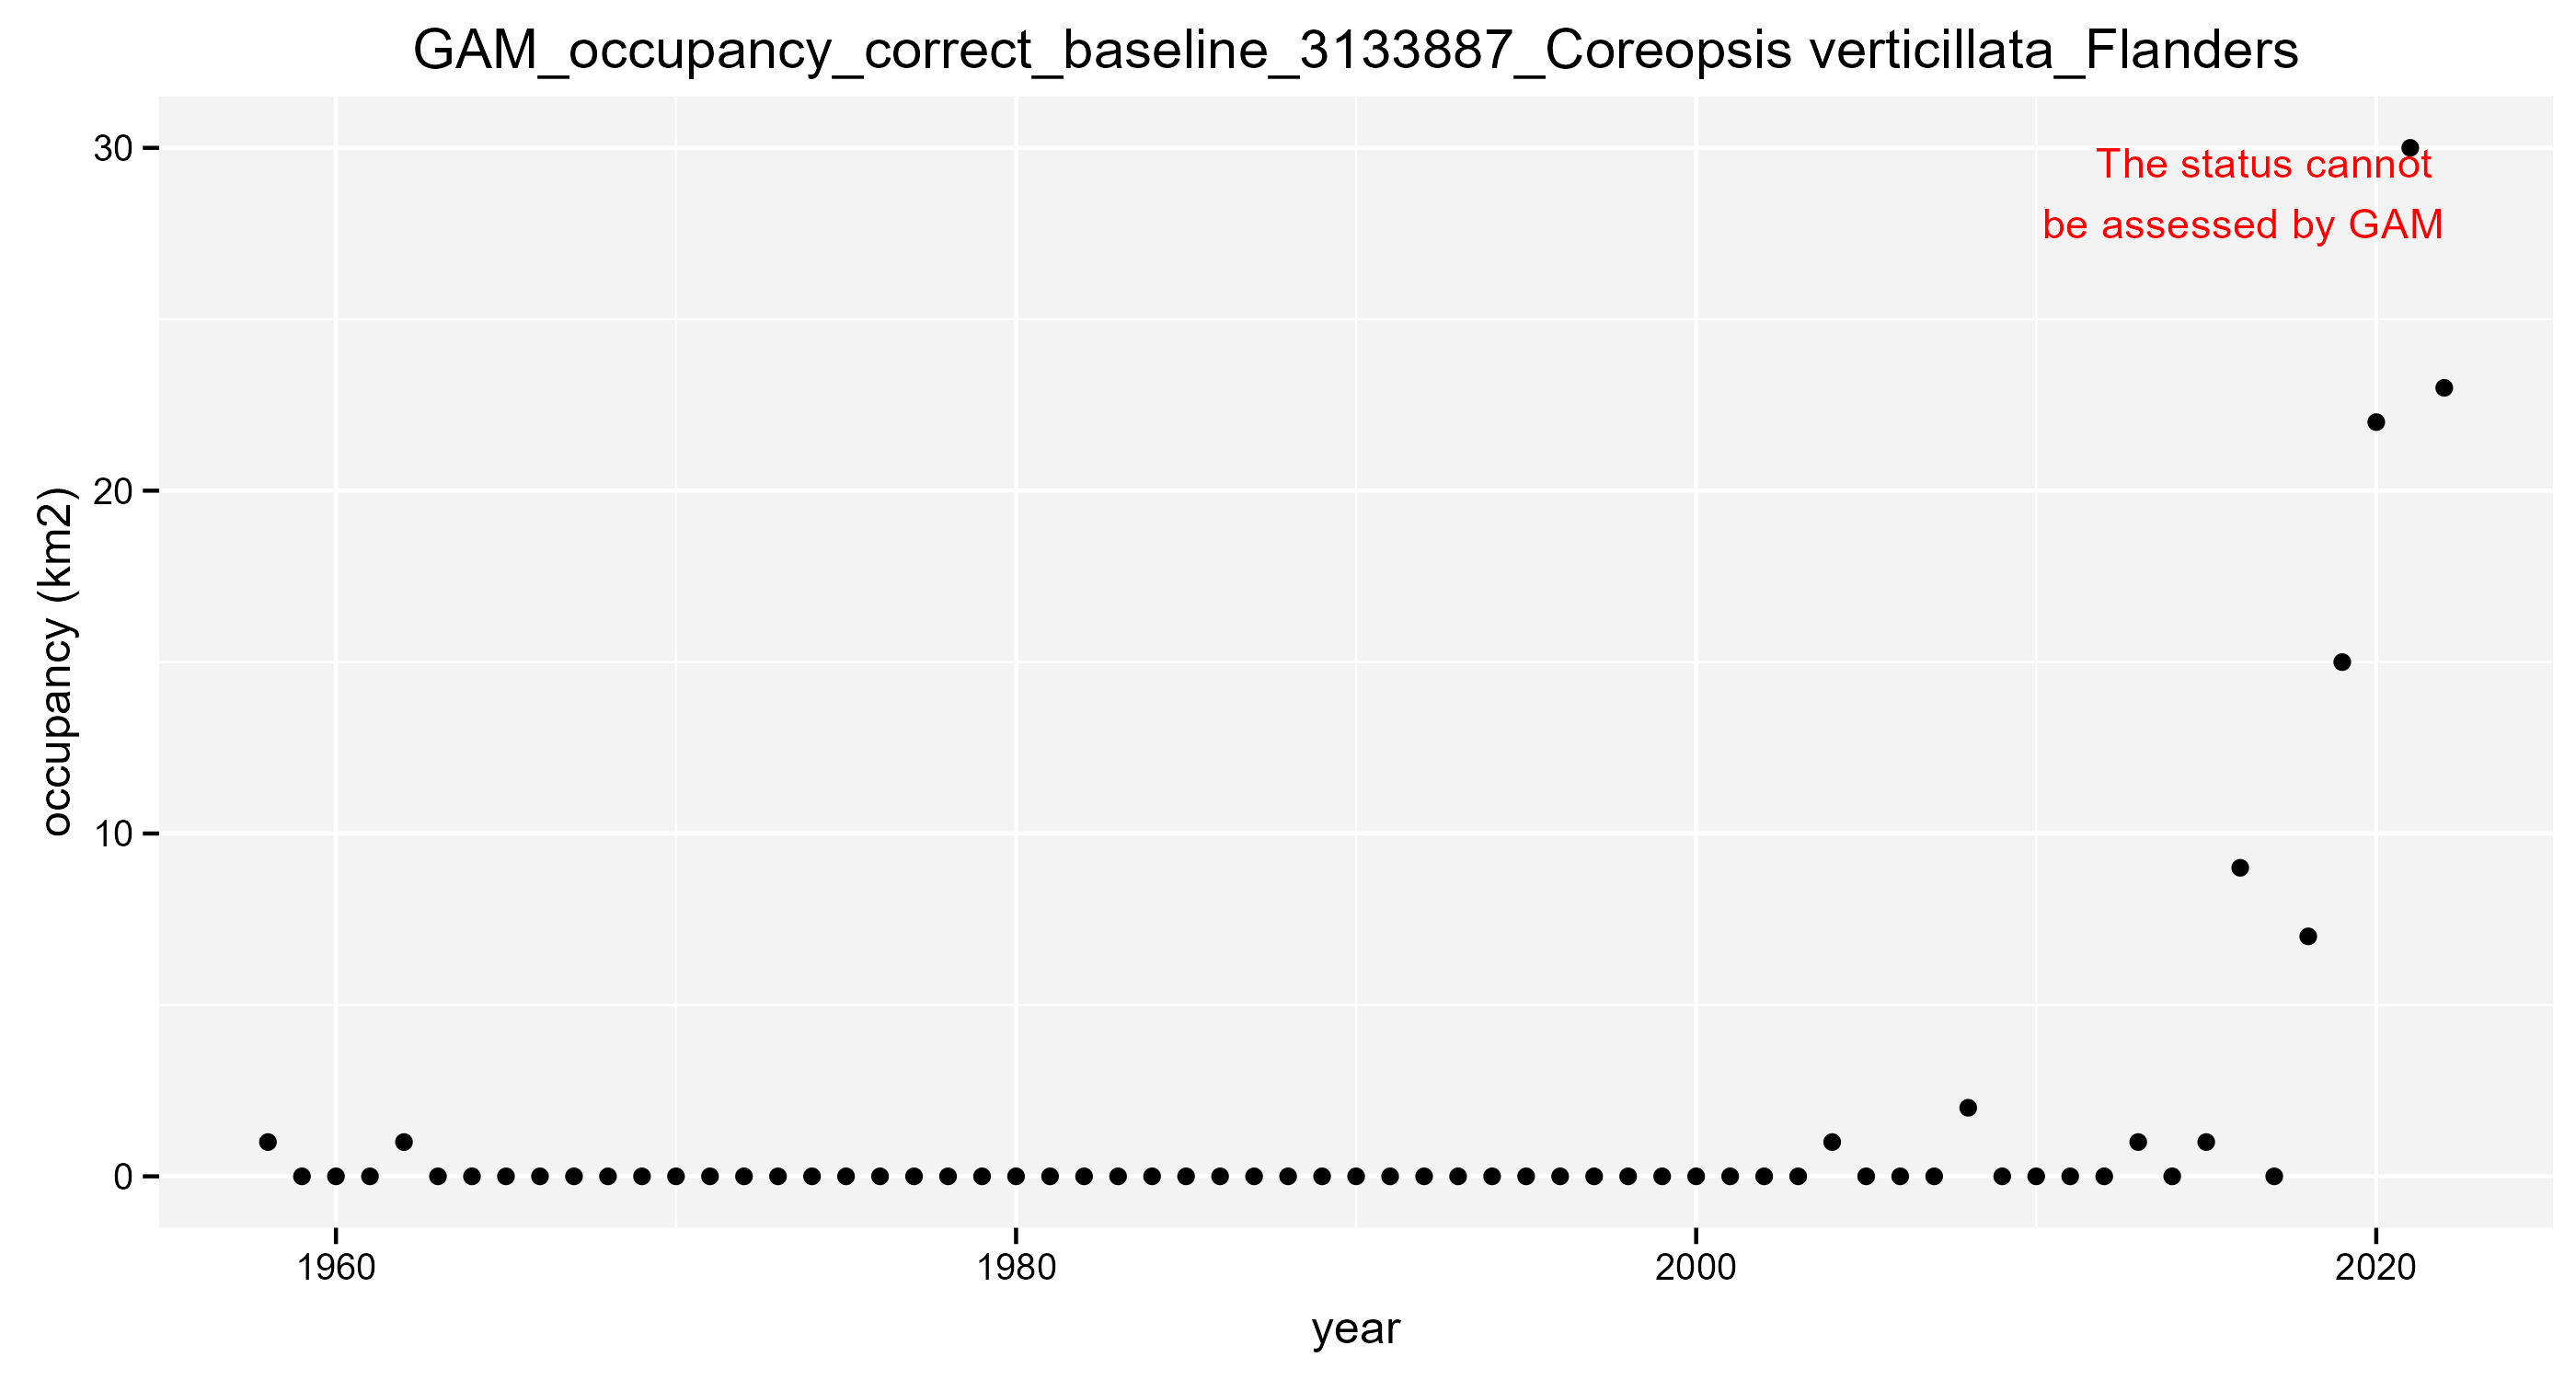 GAM_occupancy_correct_baseline_3133887_Coreopsis verticillata_Flanders
30
The status cannot
be assessed by GAM
20
occupancy (km2)
10
0
1960 1980 2000 2020
year